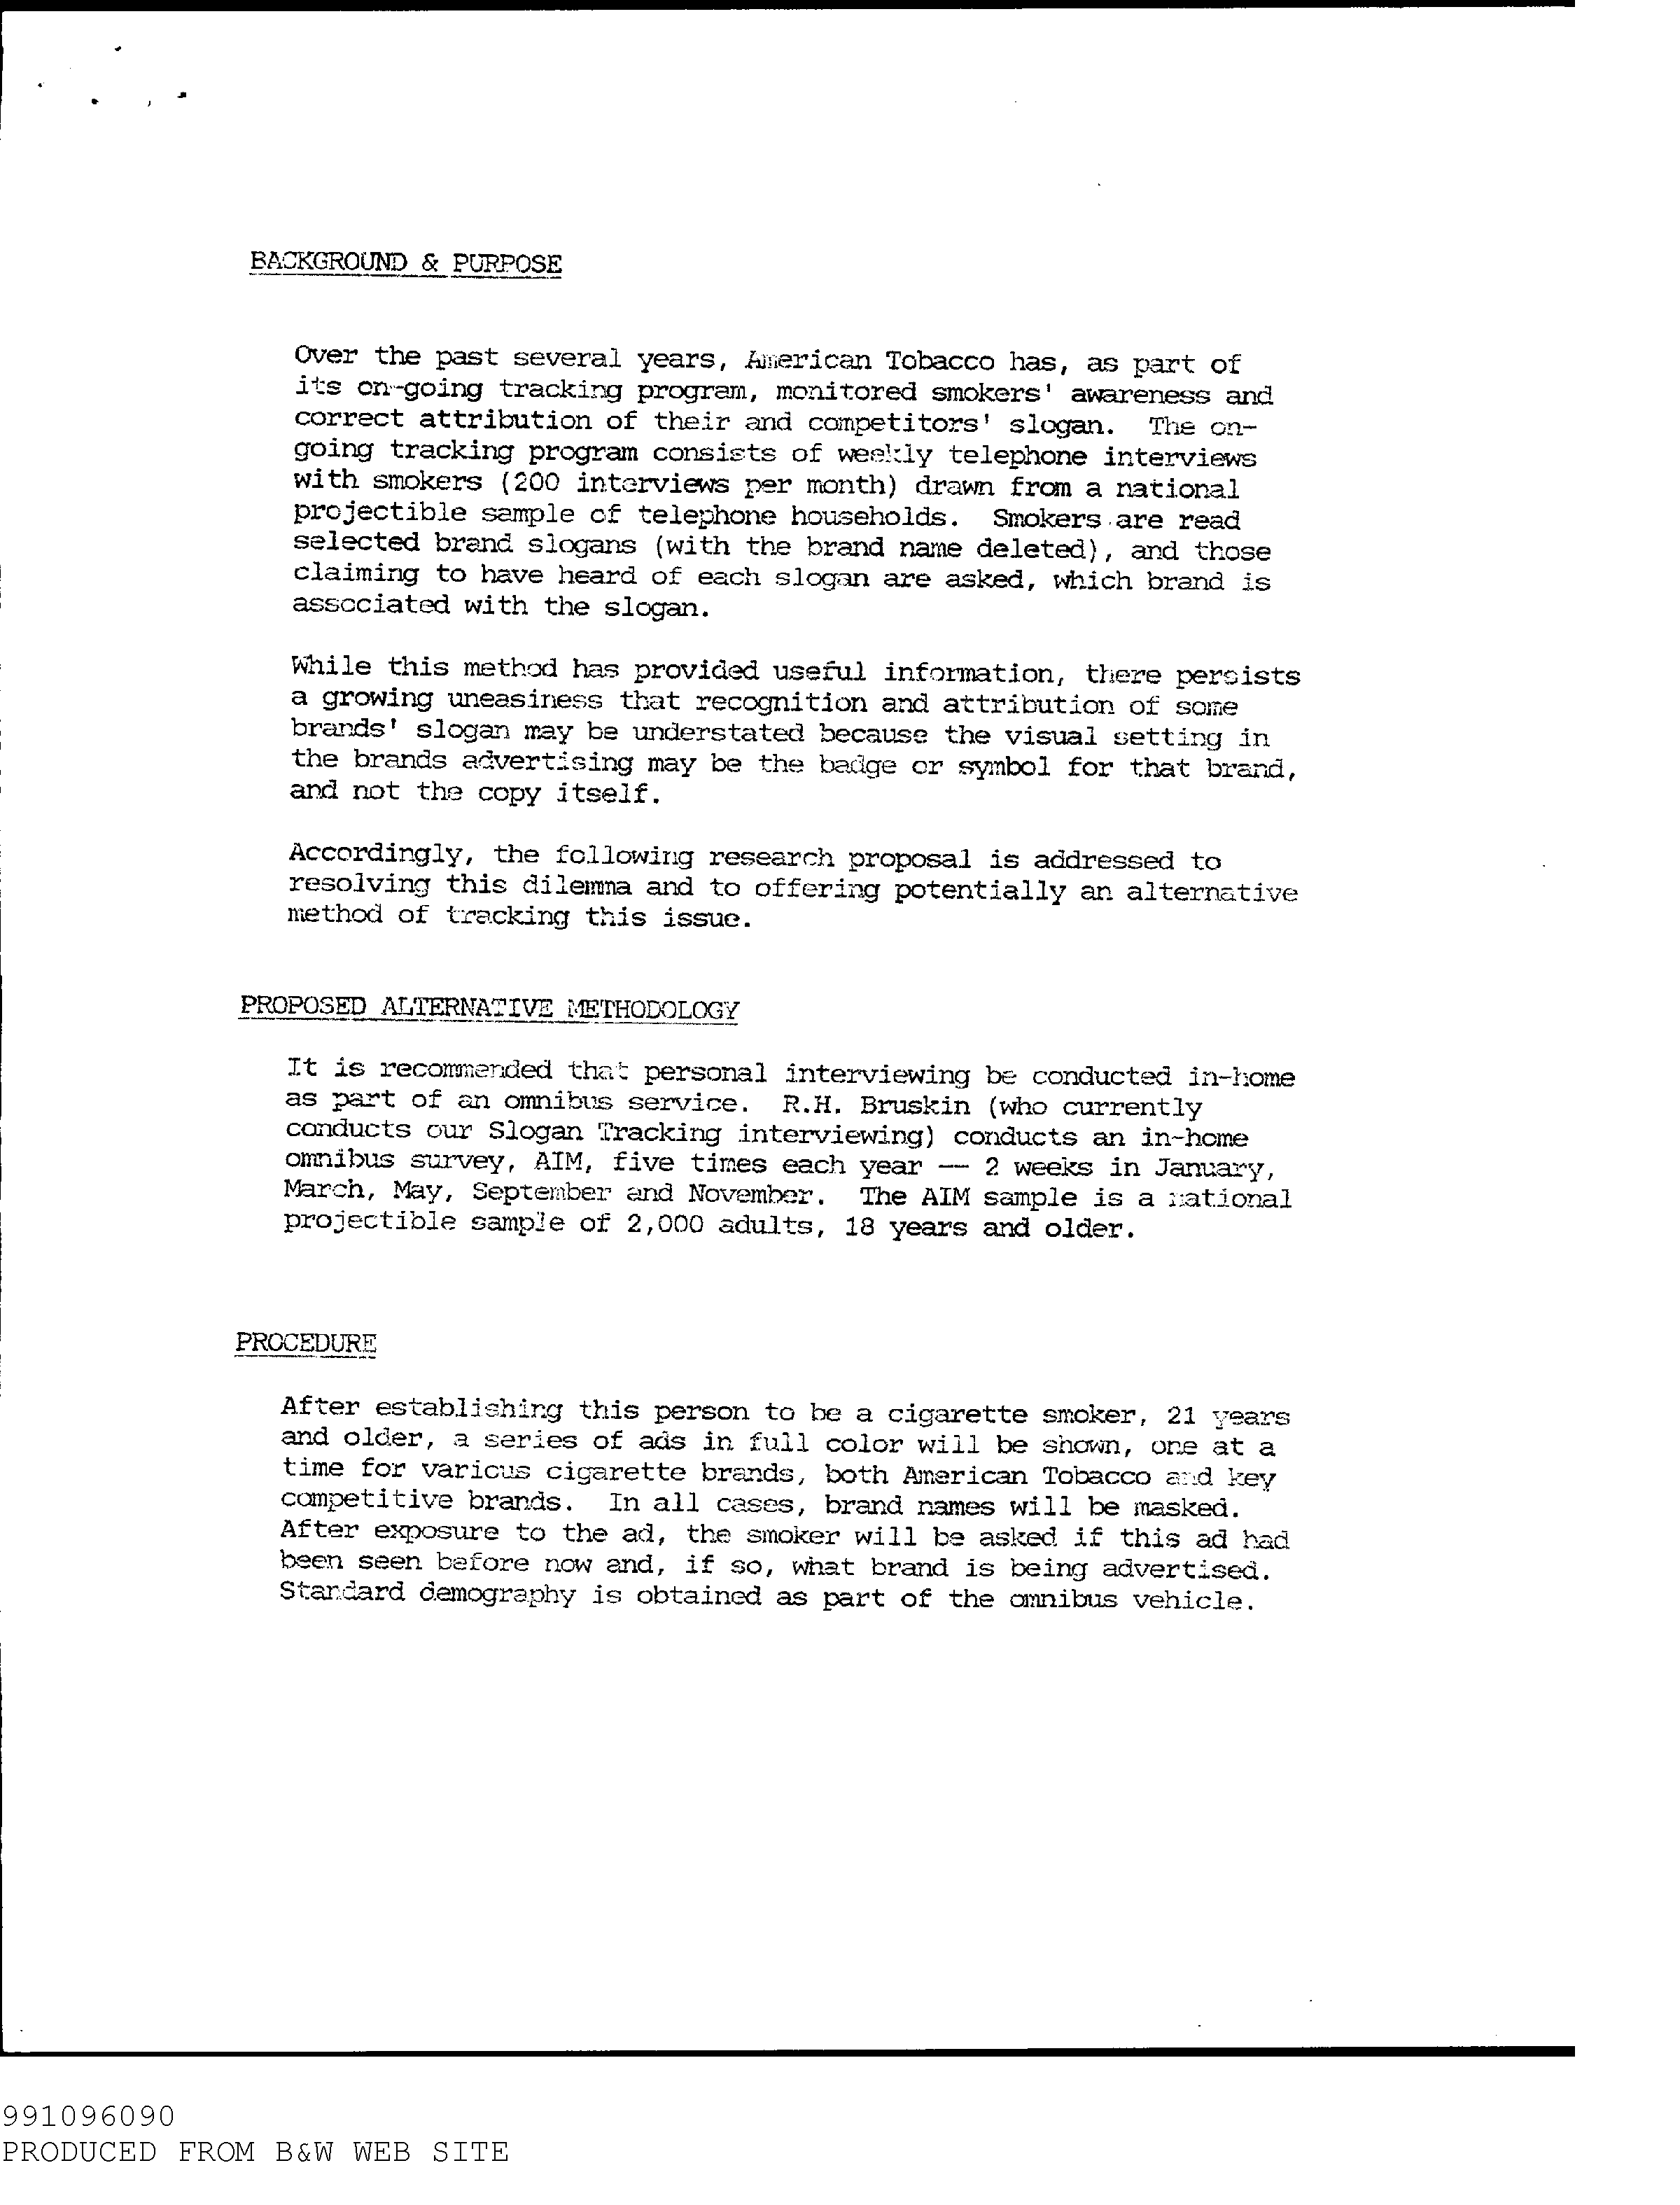 BACKGROUND & PURPOSE
Over the past several years, American Tobacco has, as part of
its on-going tracking program, monitored smokers' awareness and
correct attribution of their and competitors' slogan. The on-
going tracking program consists of weekly telephone interviews
with smokers (200 interviews per month) drawn from a national
projectible sample of telephone households. Smokers are read
selected brand slogans (with the brand name deleted), and those
claiming to have heard of each slogan are asked, which brand is
associated with the slogan.
While this method has provided useful information, there persists
a growing uneasiness that recognition and attribution of some
brands' slogan may be understated because the visual setting in
the brands advertising may be the badge or symbol for that brand,
and not the copy itself.
Accordingly, the following research proposal is addressed to
resolving this dilemma and to offering potentially an alternative
method of tracking this issue.
PROPOSED ALTERNATIVE METHODOLOGY
It is recommended that personal interviewing be conducted in-home
as part of an omnibus service. R.H. Bruskin (who currently
conducts our Slogan Tracking interviewing) conducts an in-home
omnibus survey, AIM, five times each year -- 2 weeks in January,
March, May, September and November. The AIM sample is a national
projectible sample of 2,000 adults, 18 years and older.
PROCEDURE
After establishing this person to be a cigarette smoker, 21 years
and older, a series of ads in full color will be shown, one at a
time for various cigarette brands, both American Tobacco and key
competitive brands. In all cases, brand names will be masked.
After exposure to the ad, the smoker will be asked if this ad had
been seen before now and, if so, what brand is being advertised.
Standard demography is obtained as part of the omnibus vehicle.
991096090
PRODUCED FROM B&W WEB SITE